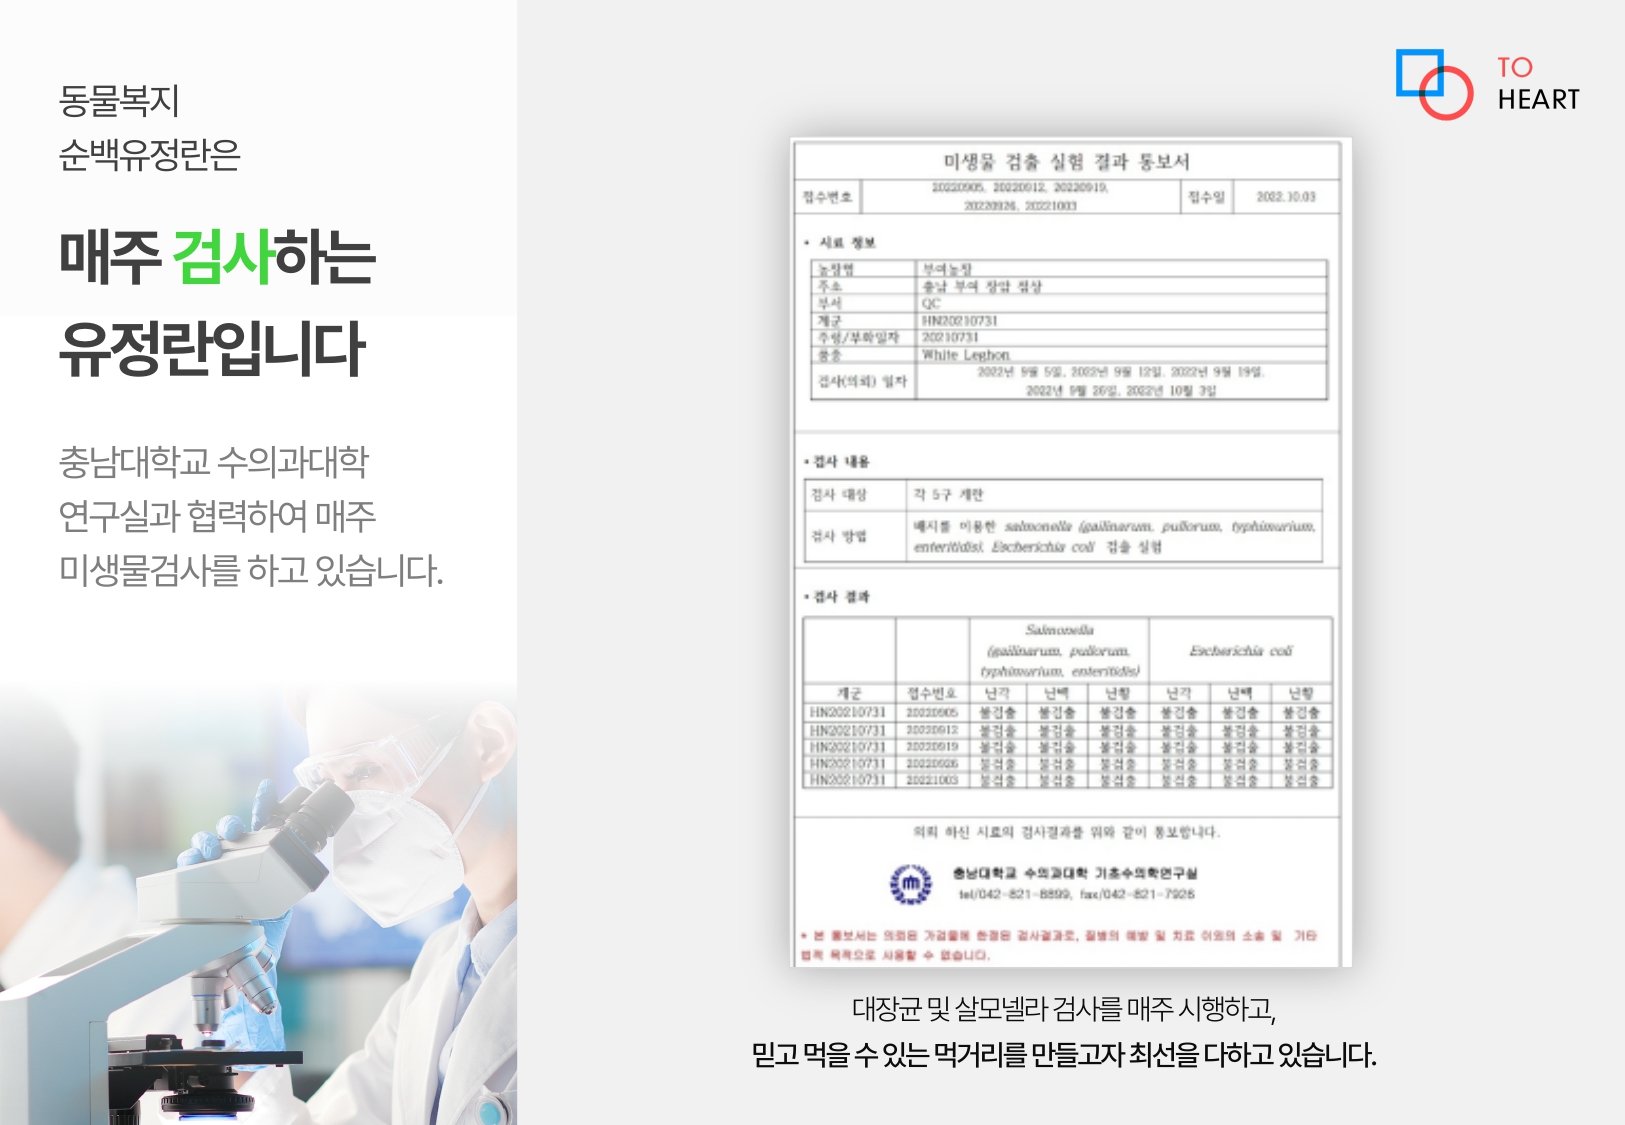 동물복지
순백유정란은
매주 검사하는
유정란입니다
충남대학교 수의과대학
연구실과 협력하여 매주
미생물검사를 하고 있습니다.
TO
HEART
미생물 검출 실험 결과 통보서
접수번호 20220905, 20220912, 20220919, 20220926, 20221003 접수일 2022.10.03
• 시료 정보
농장명 부여농장
주소 충남 부여 장암 점상
부서 QC
계군 HN20210731
주령/부화일자 20210731
품종 White Leghon
검사(의뢰) 일자 2022년 9월 5일, 2022년 9월 12일, 2022년 9월 19일,
2022년 9월 26일, 2022년 10월 3일
• 검사 내용
검사 대상 각 5구 계란
검사 방법 배지를 이용한 salmonella (gallinarum, pullorum, typhimurium,
enteritidis), Escherichia coli 검출 실험
• 검사 결과
Salmonella
(gallinarum, pullorum,
typhimurium, enteritidis)
Escherichia coli
계군 접수번호 난각 난백 난황 난각 난백 난황
HN20210731 20220905 불검출 불검출 불검출 불검출 불검출 불검출
HN20210731 20220912 불검출 불검출 불검출 불검출 불검출 불검출
HN20210731 20220919 불검출 불검출 불검출 불검출 불검출 불검출
HN20210731 20220926 불검출 불검출 불검출 불검출 불검출 불검출
HN20210731 20221003 불검출 불검출 불검출 불검출 불검출 불검출
의뢰 하신 시료의 검사결과를 위와 같이 통보합니다.
충남대학교 수의과대학 기초수의학연구실
tel/042-821-8899, fax/042-821-7926
* 본 통보서는 의뢰된 가검물에 한정된 검사결과로, 질병의 예방 및 치료 이외의 소송 및 기타
법적 목적으로 사용할 수 없습니다.
대장균 및 살모넬라 검사를 매주 시행하고,
믿고 먹을 수 있는 먹거리를 만들고자 최선을 다하고 있습니다.